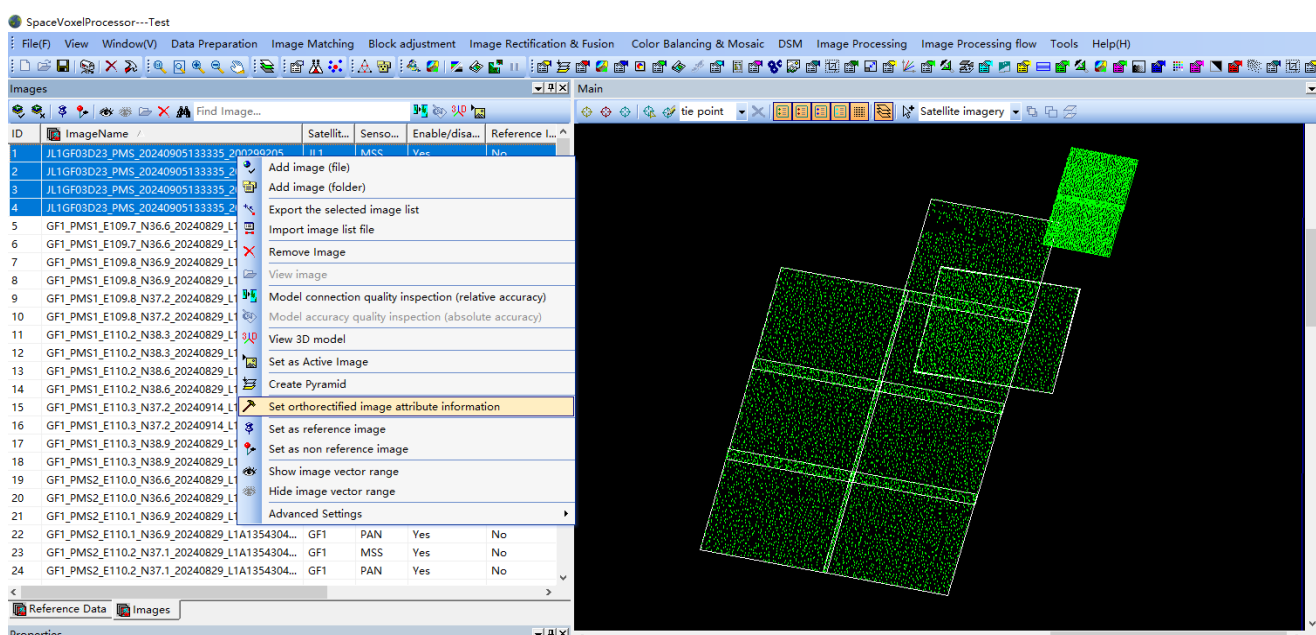 SpaceVoxelProcessor---Test
File(F) View Window(V) Data Preparation Image Matching Block adjustment Image Rectification & Fusion Color Balancing & Mosaic DSM Image Processing Image Processing flow Tools Help(H)
Images
Main
Find Image...
tie point
Satellite imagery
ID ImageName Satellit... Senso... Enable/disa... Reference I...
1 JL1GF03D23_PMS_20240905133335_200299205 JL1 MSS Yes No
2 JL1GF03D23_PMS_20240905133335_2
3 JL1GF03D23_PMS_20240905133335_2
4 JL1GF03D23_PMS_20240905133335_2
5 GF1_PMS1_E109.7_N36.6_20240829_L1
6 GF1_PMS1_E109.7_N36.6_20240829_L1
7 GF1_PMS1_E109.8_N36.9_20240829_L1
8 GF1_PMS1_E109.8_N36.9_20240829_L1
9 GF1_PMS1_E109.8_N37.2_20240829_L1
10 GF1_PMS1_E109.8_N37.2_20240829_L1
11 GF1_PMS1_E110.2_N38.3_20240829_L1
12 GF1_PMS1_E110.2_N38.3_20240829_L1
13 GF1_PMS1_E110.2_N38.6_20240829_L1
14 GF1_PMS1_E110.2_N38.6_20240829_L1
15 GF1_PMS1_E110.3_N37.2_20240914_L1
16 GF1_PMS1_E110.3_N37.2_20240914_L1
17 GF1_PMS1_E110.3_N38.9_20240829_L1
18 GF1_PMS1_E110.3_N38.9_20240829_L1
19 GF1_PMS2_E110.0_N36.6_20240829_L1
20 GF1_PMS2_E110.0_N36.6_20240829_L1
21 GF1_PMS2_E110.1_N36.9_20240829_L1
22 GF1_PMS2_E110.1_N36.9_20240829_L1A1354304... GF1 PAN Yes No
23 GF1_PMS2_E110.2_N37.1_20240829_L1A1354304... GF1 MSS Yes No
24 GF1_PMS2_E110.2_N37.1_20240829_L1A1354304... GF1 PAN Yes No
Add image (file)
Add image (folder)
Export the selected image list
Import image list file
Remove Image
View image
Model connection quality inspection (relative accuracy)
Model accuracy quality inspection (absolute accuracy)
View 3D model
Set as Active Image
Create Pyramid
Set orthorectified image attribute information
Set as reference image
Set as non reference image
Show image vector range
Hide image vector range
Advanced Settings
Reference Data Images
Properties